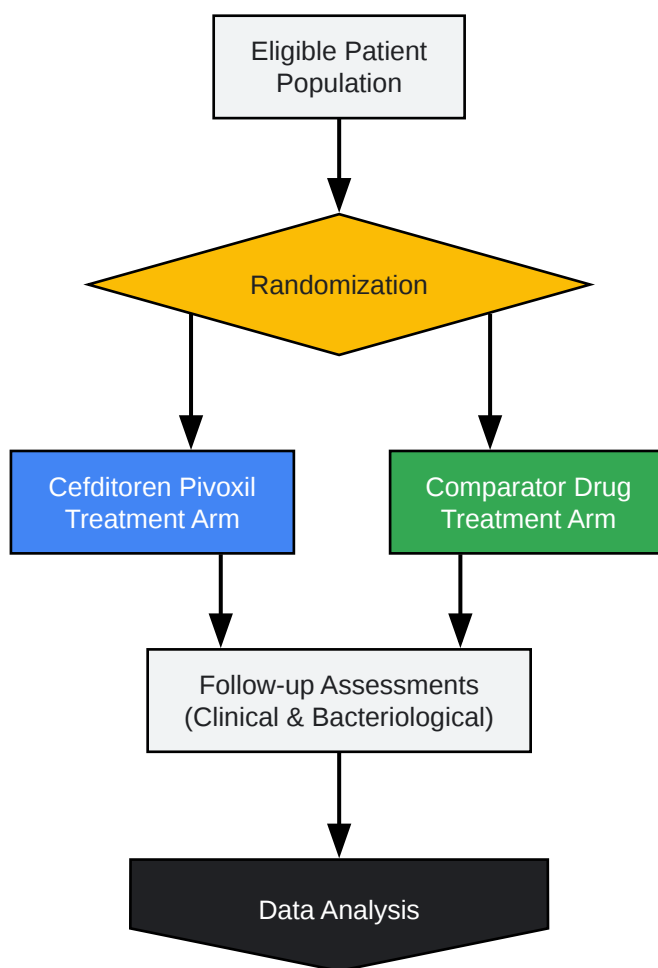 Eligible Patient
Population
Randomization
Cefditoren Pivoxil
Treatment Arm
Comparator Drug
Treatment Arm
Follow-up Assessments
(Clinical & Bacteriological)
Data Analysis